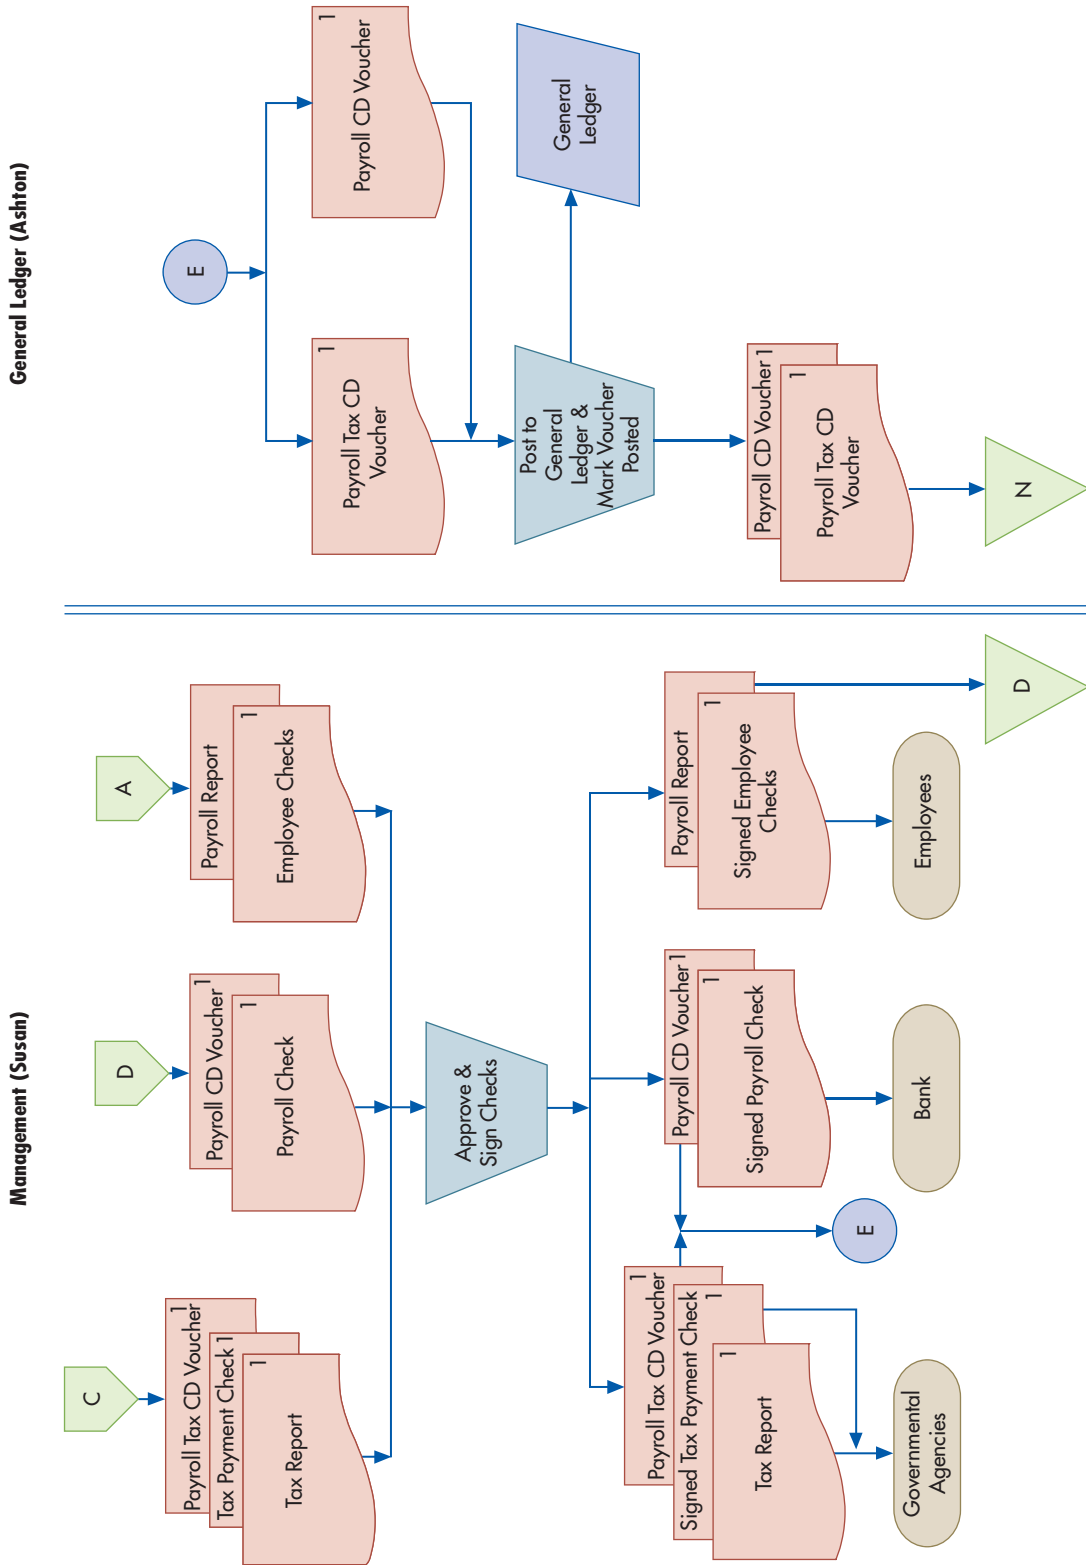 Management (Susan)
C
Payroll Tax CD Voucher
1
Tax Payment Check 1
1
Tax Report
D
Payroll CD Voucher 1
1
Payroll Check
A
Payroll Report
1
Employee Checks
Approve &
Sign Checks
Payroll Tax CD Voucher
1
Signed Tax Payment Check
1
1
Tax Report
Governmental
Agencies
E
Payroll CD Voucher 1
1
Signed Payroll Check
Bank
Payroll Report
1
Signed Employee
Checks
Employees
D
General Ledger (Ashton)
E
1
Payroll Tax CD
Voucher
1
Payroll CD Voucher
Post to
General
Ledger &
Mark Voucher
Posted
General
Ledger
Payroll CD Voucher 1
1
Payroll Tax CD
Voucher
N